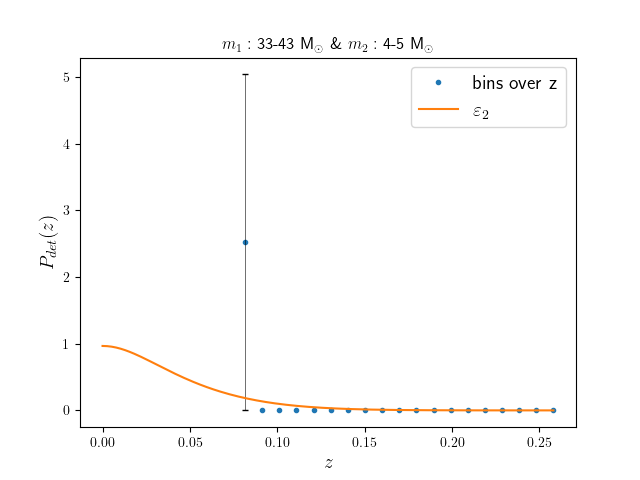 m₁ : 33-43 M⊙ & m₂ : 4-5 M⊙
bins over z
ε₂
P_det(z)
5
4
3
2
1
0
0.00 0.05 0.10 0.15 0.20 0.25
z